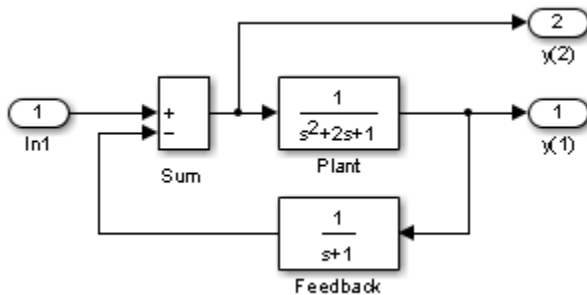 2
y(2)
1
In1
+
−
Sum
1
s²+2s+1
Plant
1
y(1)
1
s+1
Feedback